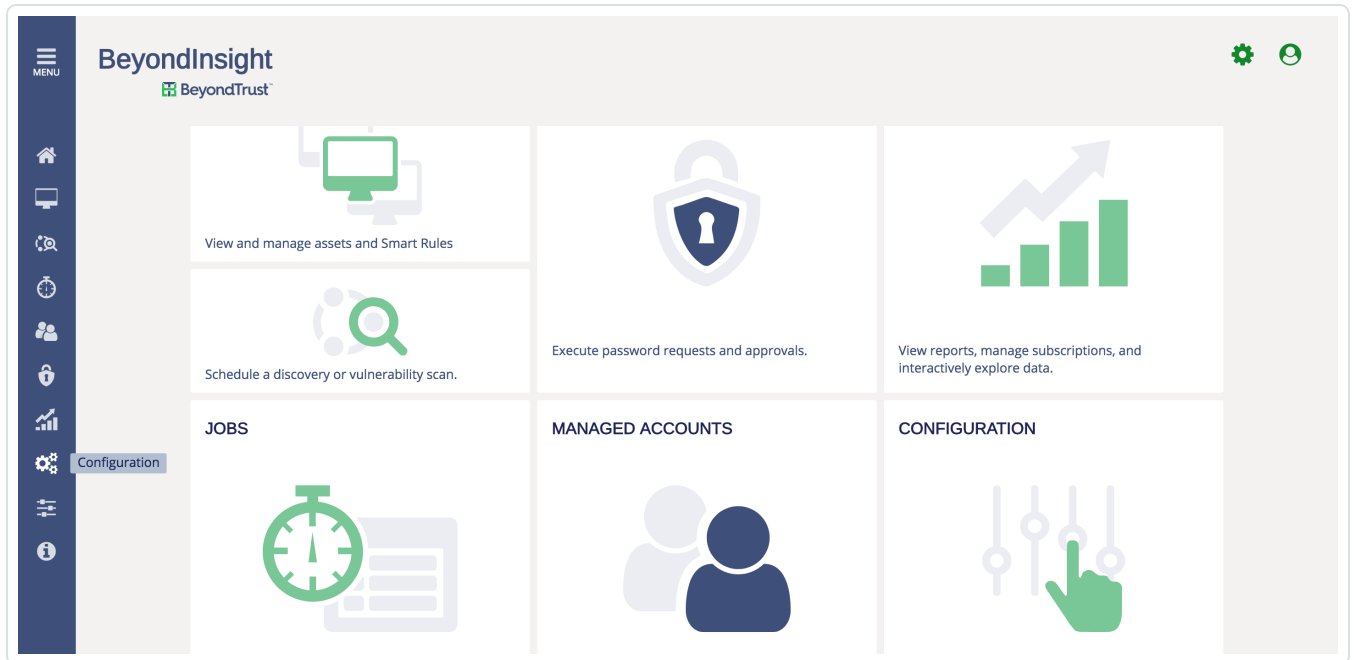 MENU
BeyondInsight
BeyondTrust™
View and manage assets and Smart Rules
Schedule a discovery or vulnerability scan.
Execute password requests and approvals.
View reports, manage subscriptions, and
interactively explore data.
Configuration
JOBS
MANAGED ACCOUNTS
CONFIGURATION